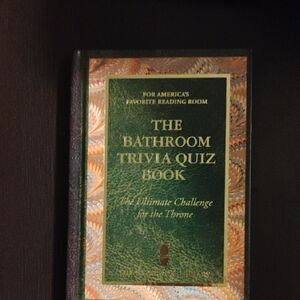 FOR AMERICA'S
FAVORITE READING ROOM
THE
BATHROOM
TRIVIA QUIZ
BOOK
The Ultimate Challenge
for the Throne